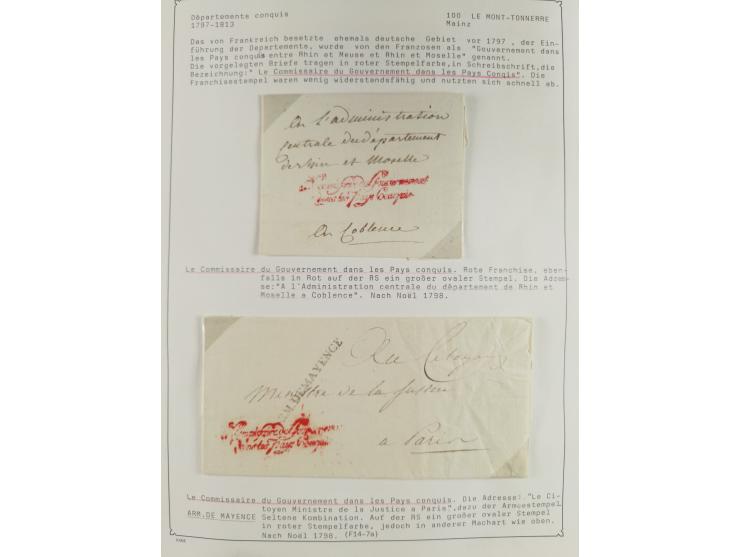 Départements conquis
1797-1813
100 LE MONT-TONNERRE
Mainz
Das von Frankreich besetzte ehemals deutsche Gebiet vor 1797 , der Ein-
führung der Departemente, wurde von den Franzosen als "Gouvernement dans
les Pays conquis entre Rhin et Meuse et Rhin et Moselle" genannt.
Die vorgelegten Briefe tragen in roter Stempelfarbe,in Schreibschrift,die
Bezeichnung:" Le Commissaire du Gouvernement dans les Pays Conqis". Die
Franchisestempel waren wenig widerstandsfähig und nutzten sich schnell ab.
En L'administration
centrale du département
de Rhin et Moselle
Gouvernement
Pays Conquis
En Coblence
Le Commissaire du Gouvernement dans les Pays conquis. Rote Franchise, eben-
falls in Rot auf der RS ein großer ovaler Stempel. Die Adres-
se:"A l'Administration centrale du département de Rhin et
Moselle a Coblence". Nach Noël 1798.
ARM.DE MAYENCE
Au Citoyen
Ministre de la Justice
a Paris
Pays Conquis
Le Commissaire du Gouvernement dans les Pays conquis. Die Adresse: "Le Ci-
toyen Ministre de la Justice a Paris",dazu der Armeestempel
ARM.DE MAYENCE
Seltene Kombination. Auf der RS ein großer ovaler Stempel
in roter Stempelfarbe, jedoch in anderer Machart wie oben.
Nach Noël 1798. (F14-7a)